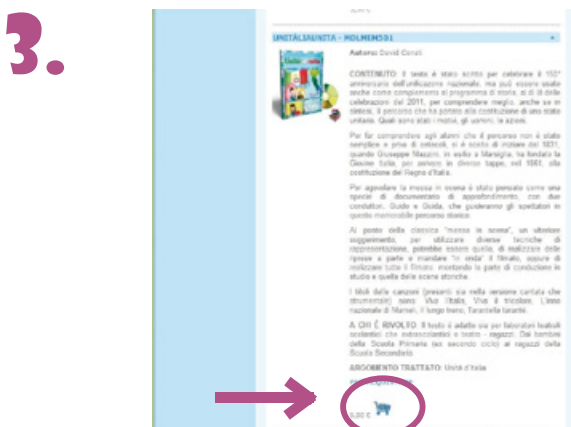 3.
UNITÀLIAUNITA - MOLMEM501
Autore: David Conati
CONTENUTO: Il testo è stato scritto per celebrare il 150°
anniversario dell'unificazione nazionale, ma può essere usato
anche come complemento al programma di storia, al di là delle
celebrazioni del 2011, per comprendere meglio, anche se in
sintesi, il percorso che ha portato alla costituzione di uno stato
unitario. Quali sono stati i motivi, gli uomini, le azioni.
Per far comprendere agli alunni che il percorso non è stato
semplice e privo di ostacoli, si è scelto di iniziare dal 1831,
quando Giuseppe Mazzini, in esilio a Marsiglia, ha fondato la
Giovine Italia, per arrivare in diverse tappe, nel 1861, alla
costituzione del Regno d'Italia.
Per agevolare la messa in scena è stato pensato come uno
special di documentario di approfondimento, con due
conduttori, Guido e Guida, che guideranno gli spettatori in
questo memorabile percorso storico.
Al posto della classica "messa in scena", un ulteriore
suggerimento, per utilizzare diverse tecniche di
rappresentazione, potrebbe essere quello, di realizzare delle
riprese a parte e mandare "in onda" il filmato, oppure di
realizzare tutto il filmato montando la parte di conduzione in
studio e quella delle scene storiche.
I titoli delle canzoni (presenti sia nella versione cantata che
strumentale) sono: Viva l'Italia, Viva il tricolore, L'inno
nazionale di Mameli, Il lungo treno, Tarantella tarantè.
A CHI È RIVOLTO: Il testo è adatto sia per laboratori teatrali
scolastici che extrascolastici e teatro - ragazzi. Dai bambini
della Scuola Primaria (ex secondo ciclo) ai ragazzi della
Scuola Secondaria.
ARGOMENTO TRATTATO: Unità d'Italia